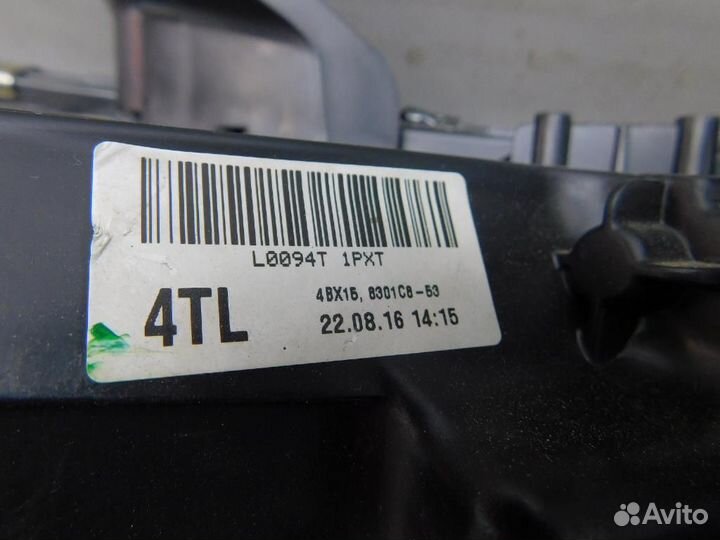 L0094T 1PXT
4TL
4BX15, 8301C8-53
22.08.16 14:15
Avito